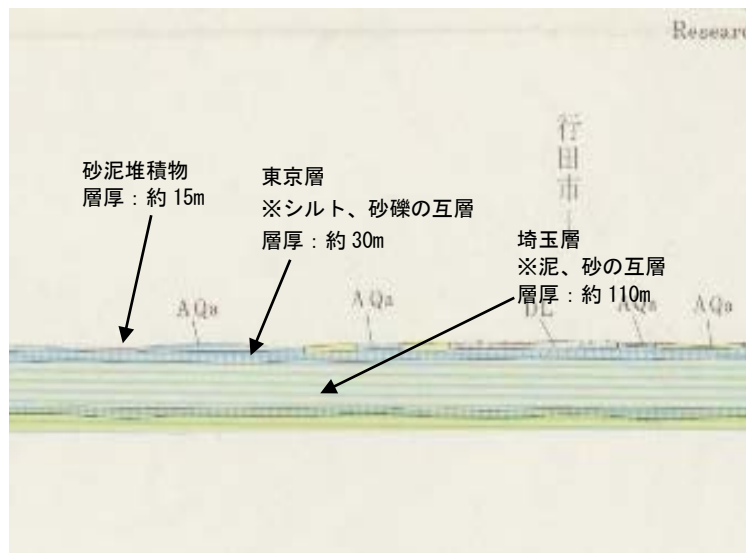 Researc
行田市
砂泥堆積物
層厚：約 15m
東京層
※シルト、砂礫の互層
層厚：約 30m
埼玉層
※泥、砂の互層
層厚：約 110m
AQa
AQa
DL
AQa
AQa